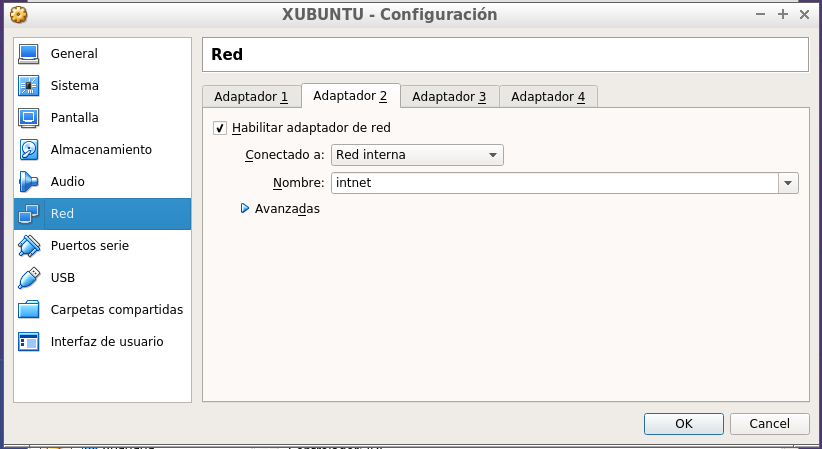 XUBUNTU - Configuración
General
Sistema
Pantalla
Almacenamiento
Audio
Red
Puertos serie
USB
Carpetas compartidas
Interfaz de usuario
Red
Adaptador 1 Adaptador 2 Adaptador 3 Adaptador 4
Habilitar adaptador de red
Conectado a: Red interna
Nombre: intnet
Avanzadas
OK Cancel